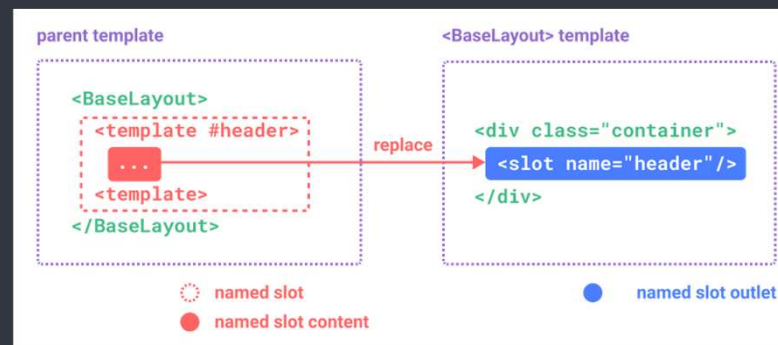 parent template
<BaseLayout> template
<BaseLayout>
<template #header>
...
<template>
</BaseLayout>
replace
<div class="container">
<slot name="header"/>
</div>
named slot
named slot content
named slot outlet